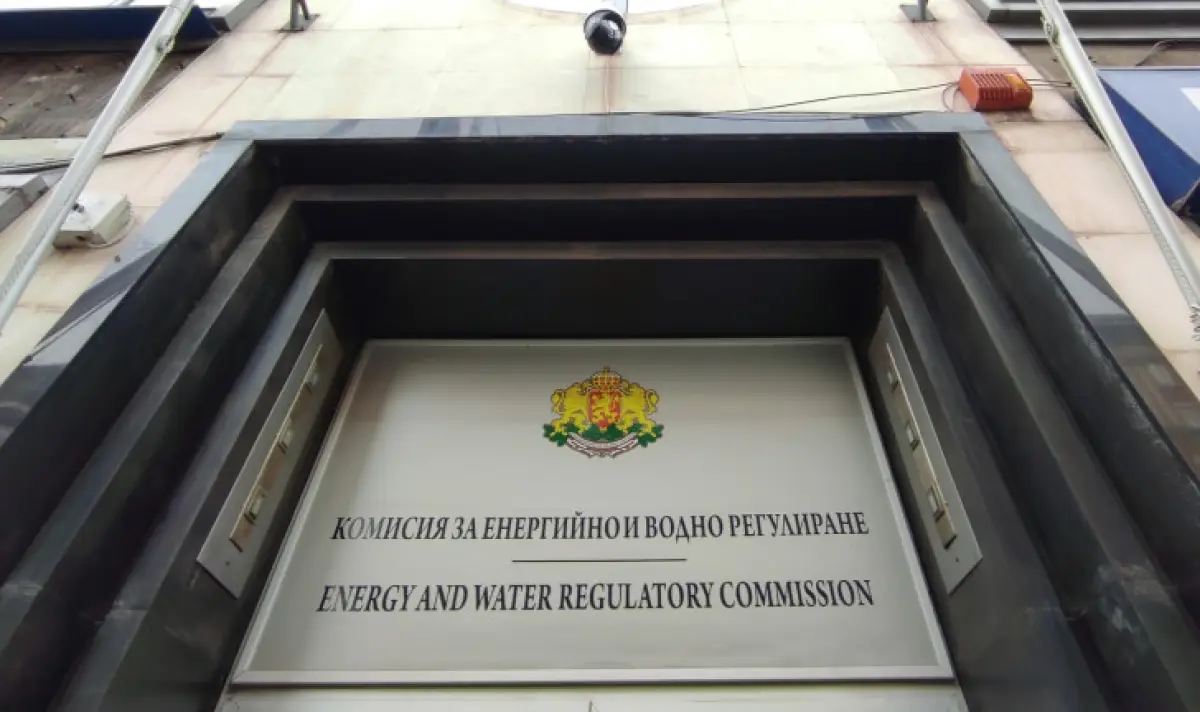 КОМИСИЯ ЗА ЕНЕРГИЙНО И ВОДНО РЕГУЛИРАНЕ
ENERGY AND WATER REGULATORY COMMISSION